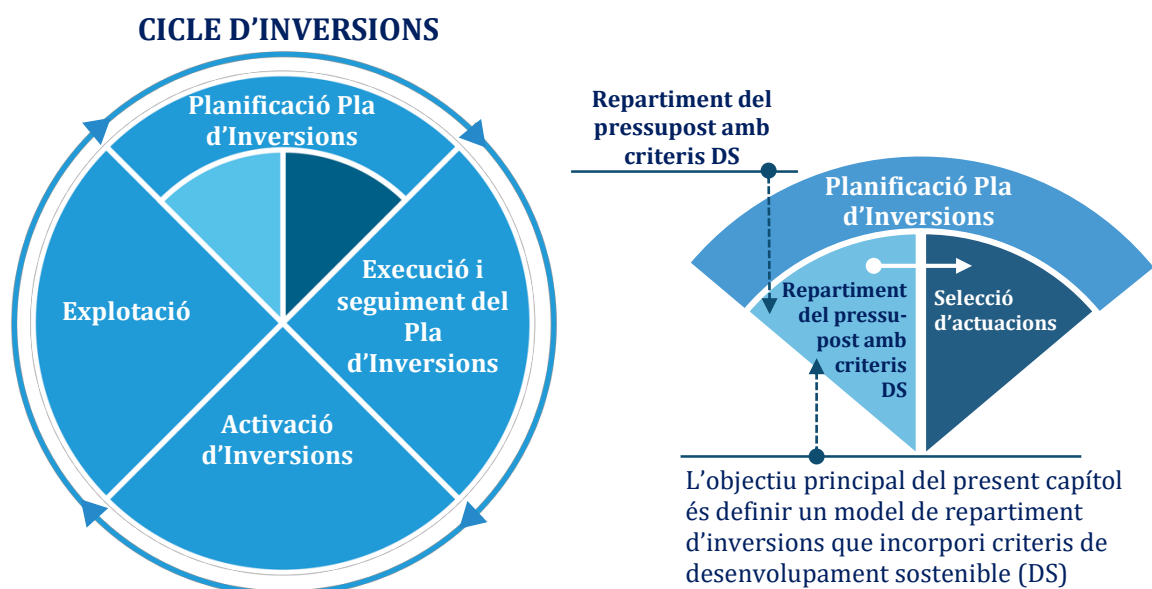 CICLE D’INVERSIONS
Planificació Pla
d’Inversions
Execució i
seguiment del
Pla
d’Inversions
Activació
d’Inversions
Explotació
Repartiment del
pressupost amb
criteris DS
Planificació Pla
d’Inversions
Repartiment
del pressu-
post amb
criteris
DS
Selecció
d’actuacions
L’objectiu principal del present capítol
és definir un model de repartiment
d’inversions que incorpori criteris de
desenvolupament sostenible (DS)